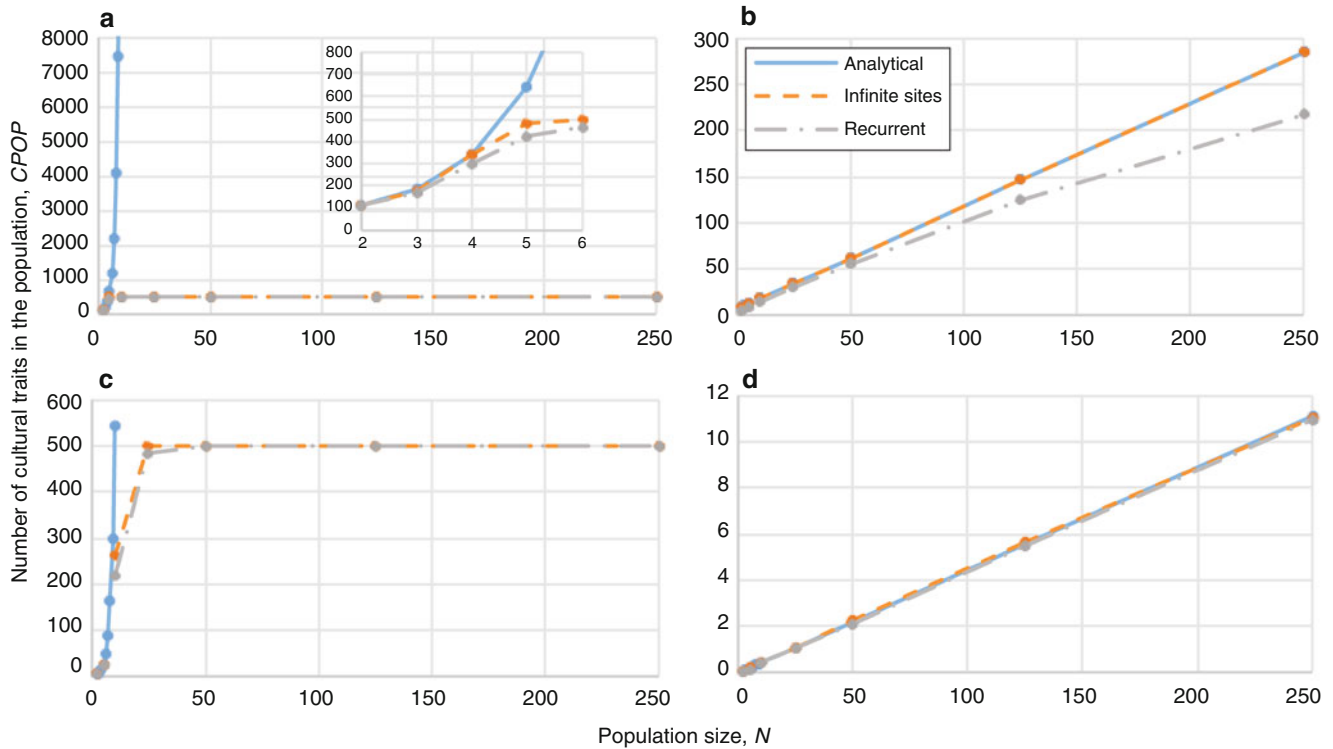 Number of cultural traits in the population, CPOP
a
8000
7000
6000
5000
4000
3000
2000
1000
0
0 50 100 150 200 250
800
700
600
500
400
300
200
100
0
2 3 4 5 6
b
300
250
200
150
100
50
0
0 50 100 150 200 250
Analytical
Infinite sites
Recurrent
c
600
500
400
300
200
100
0
0 50 100 150 200 250
d
12
10
8
6
4
2
0
0 50 100 150 200 250
Population size, N